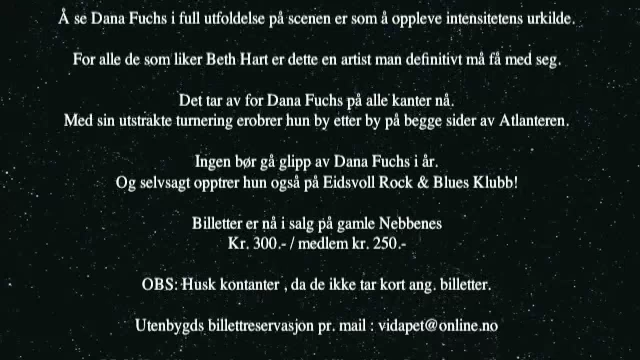 Å se Dana Fuchs i full utfoldelse på scenen er som å oppleve intensitetens urkilde.
For alle de som liker Beth Hart er dette en artist man definitivt må få med seg.
Det tar av for Dana Fuchs på alle kanter nå.
Med sin utstrakte turnering erobrer hun by etter by på begge sider av Atlanteren.
Ingen bør gå glipp av Dana Fuchs i år.
Og selvsagt opptrer hun også på Eidsvoll Rock & Blues Klubb!
Billetter er nå i salg på gamle Nebbenes
Kr. 300.- / medlem kr. 250.-
OBS: Husk kontanter , da de ikke tar kort ang. billetter.
Utenbygds billettreservasjon pr. mail : vidapet@online.no